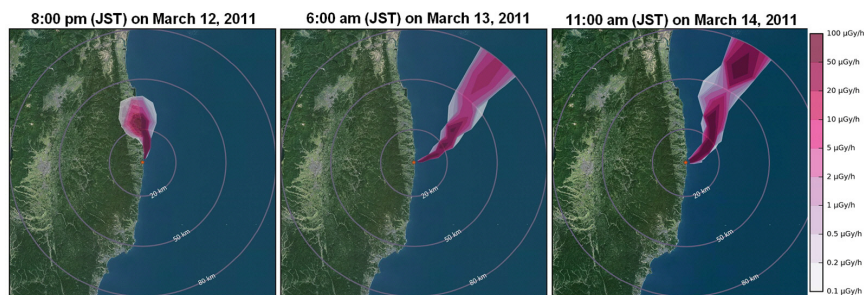 8:00 pm (JST) on March 12, 2011
20 km
50 km
80 km
6:00 am (JST) on March 13, 2011
20 km
50 km
80 km
11:00 am (JST) on March 14, 2011
20 km
50 km
80 km
100 μGy/h
50 μGy/h
20 μGy/h
10 μGy/h
5 μGy/h
2 μGy/h
1 μGy/h
0.5 μGy/h
0.2 μGy/h
0.1 μGy/h